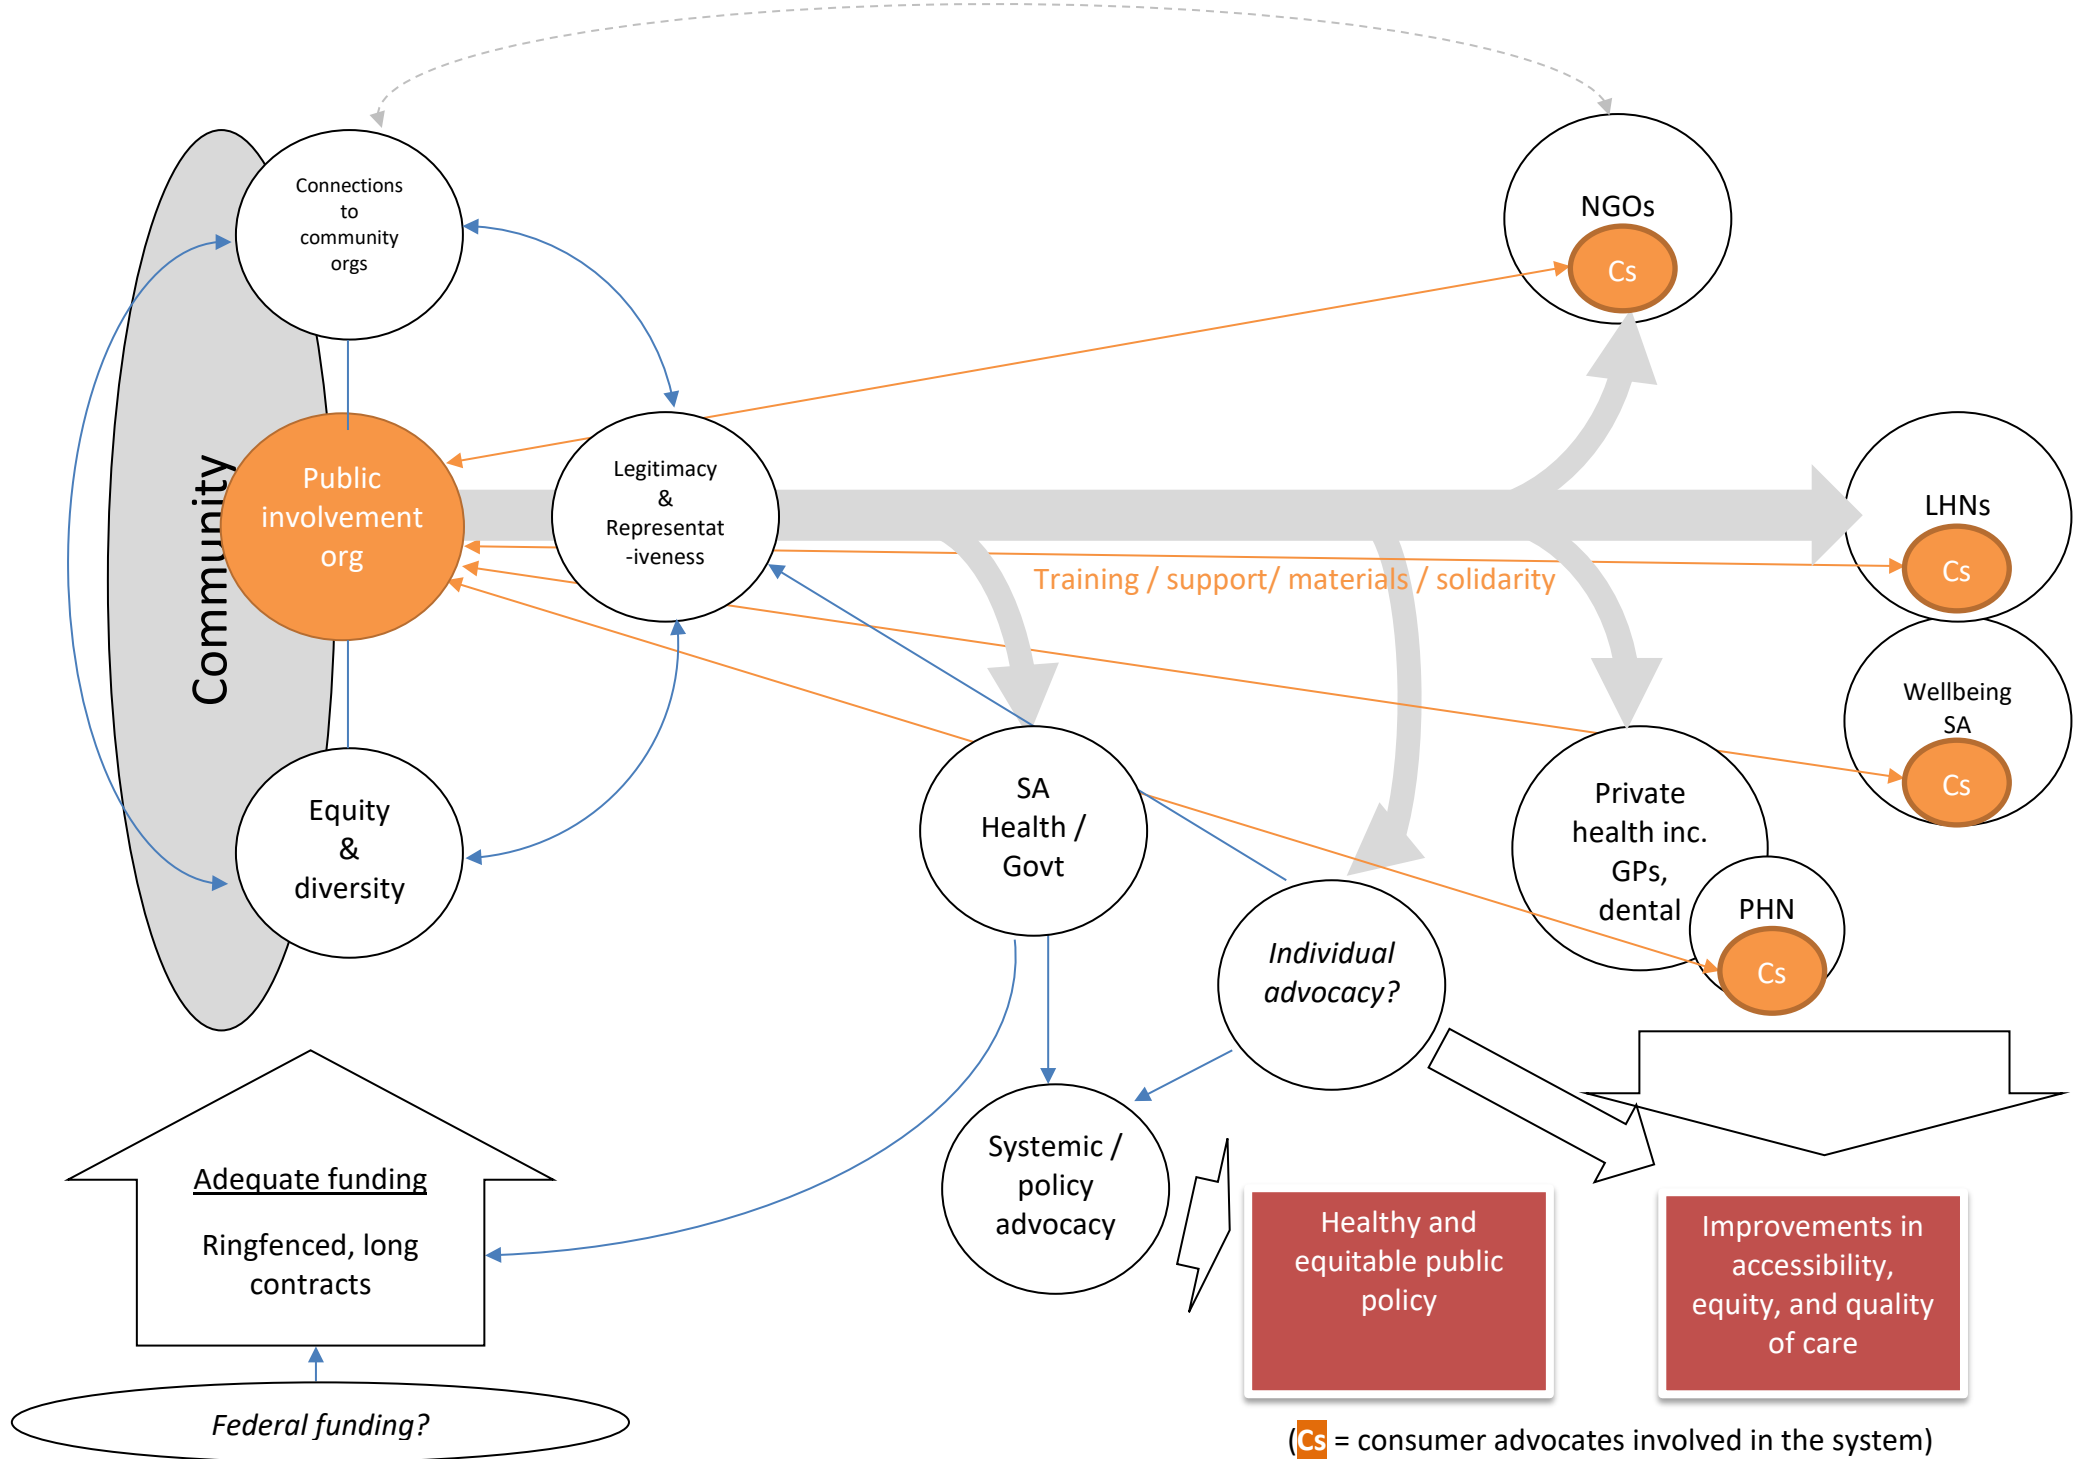 Connections
to
community
orgs
NGOs
Cs
Community
Public
involvement
org
Legitimacy
&
Representat
-iveness
LHNs
Cs
Training / support/ materials / solidarity
Wellbeing
SA
Cs
Equity
&
diversity
SA
Health /
Govt
Private
health inc.
GPs,
dental
PHN
Cs
Individual
advocacy?
Adequate funding
Ringfenced, long
contracts
Systemic /
policy
advocacy
Healthy and
equitable public
policy
Improvements in
accessibility,
equity, and quality
of care
Federal funding?
(Cs = consumer advocates involved in the system)